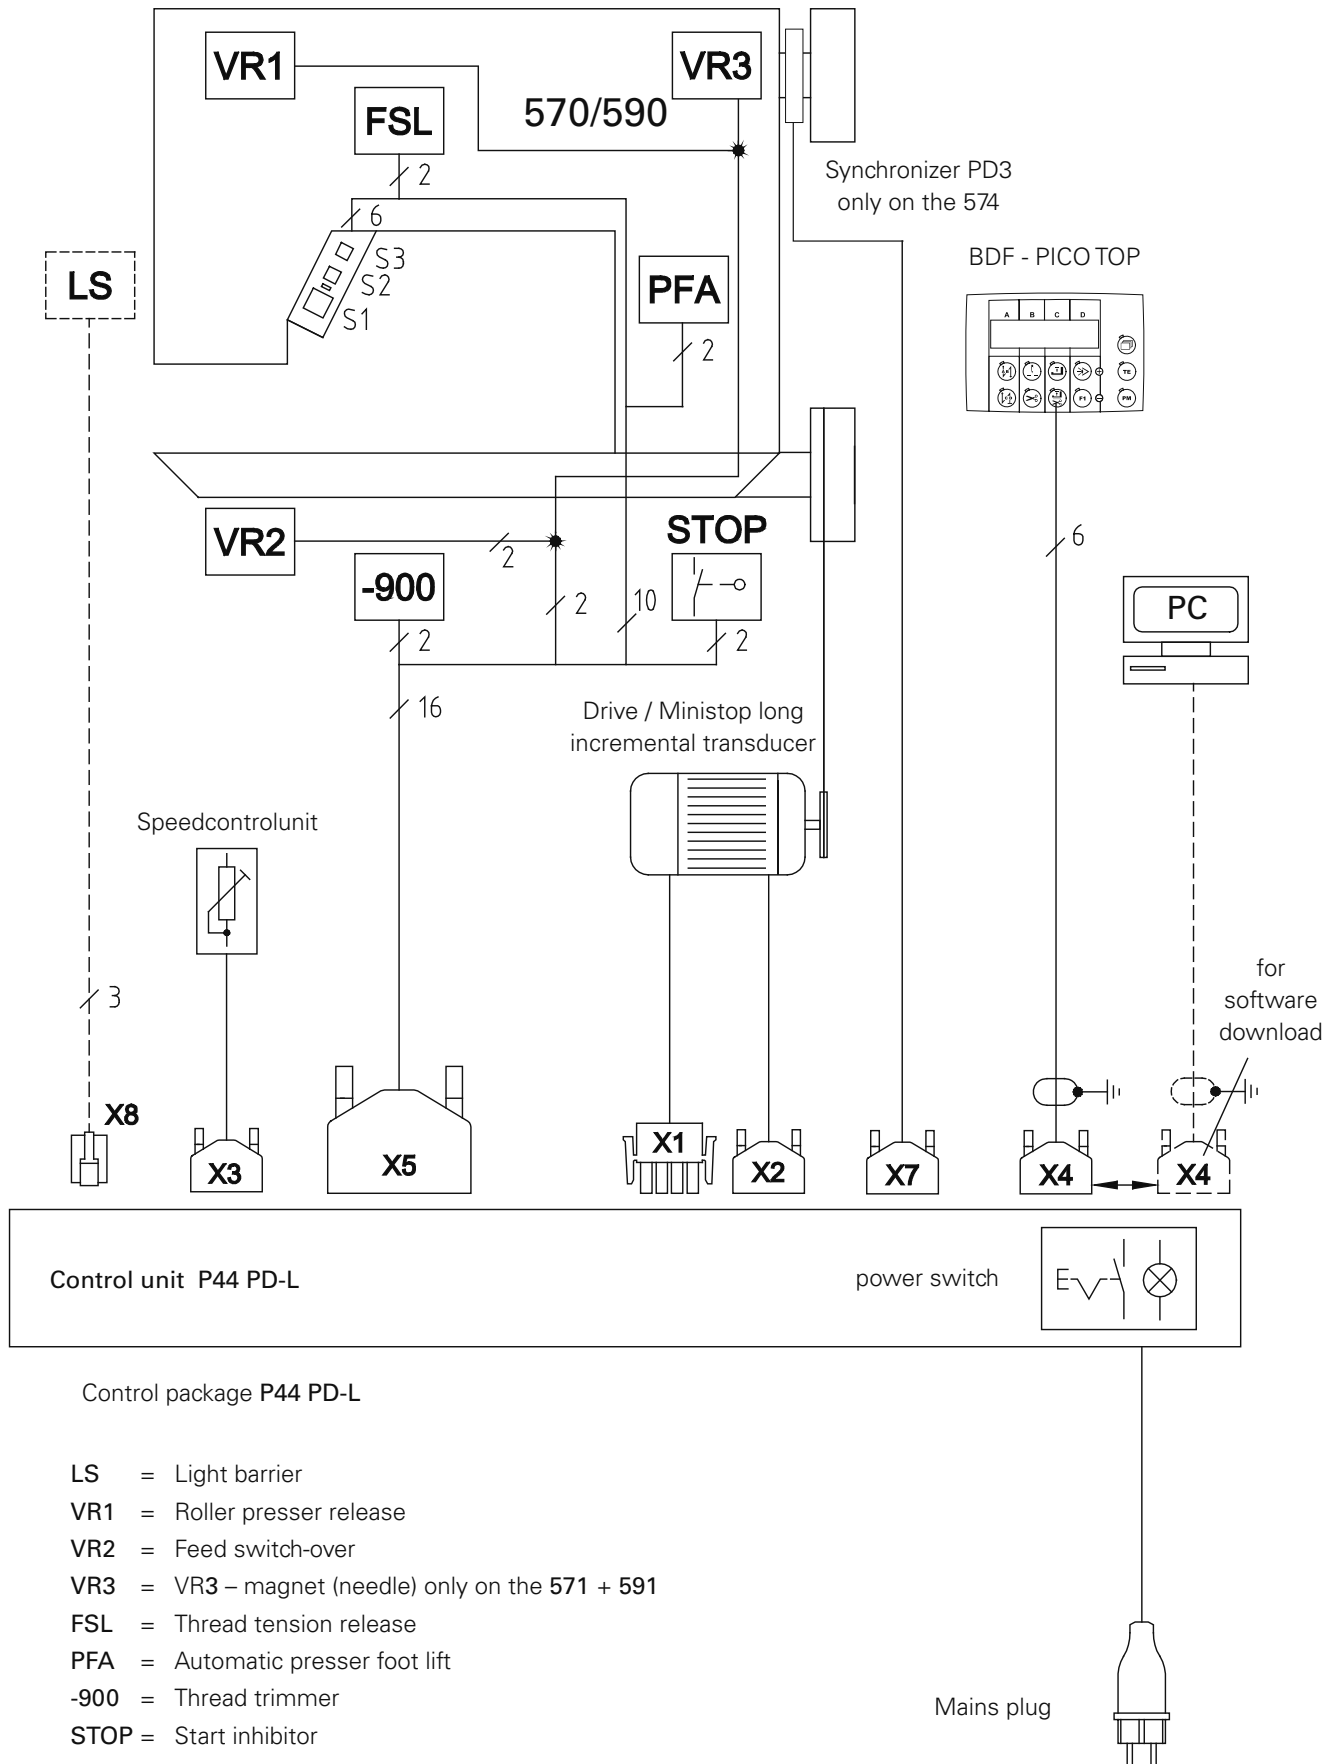 VR1
VR3
FSL
570/590
2
Synchronizer PD3
only on the 574
6
S3
S2
S1
LS
PFA
2
BDF - PICO TOP
A B C D
TE
F1
PM
VR2
2
STOP
-900
2
2
10
2
6
PC
16
Drive / Ministop long
incremental transducer
Speedcontrolunit
3
for
software
download
X8
X3
X5
X1
X2
X7
X4
X4
Control unit P44 PD-L
power switch
Control package P44 PD-L
LS = Light barrier
VR1 = Roller presser release
VR2 = Feed switch-over
VR3 = VR3 – magnet (needle) only on the 571 + 591
FSL = Thread tension release
PFA = Automatic presser foot lift
-900 = Thread trimmer
STOP = Start inhibitor
Mains plug